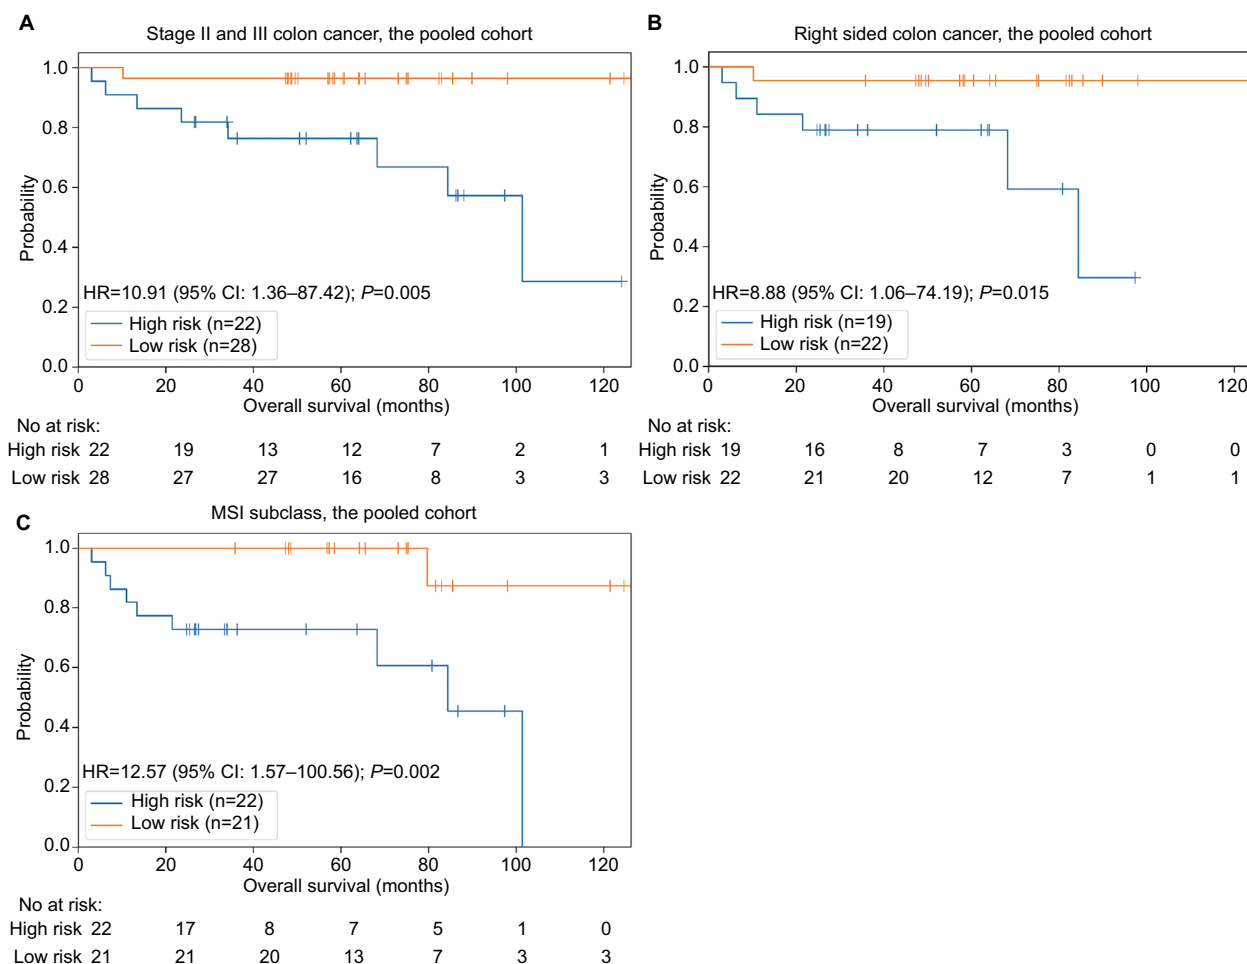 A
Stage II and III colon cancer, the pooled cohort
1.0
0.8
0.6
0.4
0.2
0.0
Probability
HR=10.91 (95% CI: 1.36–87.42); P=0.005
High risk (n=22)
Low risk (n=28)
0 20 40 60 80 100 120
Overall survival (months)
No at risk:
High risk 22 19 13 12 7 2 1
Low risk 28 27 27 16 8 3 3
B
Right sided colon cancer, the pooled cohort
1.0
0.8
0.6
0.4
0.2
0.0
Probability
HR=8.88 (95% CI: 1.06–74.19); P=0.015
High risk (n=19)
Low risk (n=22)
0 20 40 60 80 100 120
Overall survival (months)
No at risk:
High risk 19 16 8 7 3 0 0
Low risk 22 21 20 12 7 1 1
C
MSI subclass, the pooled cohort
1.0
0.8
0.6
0.4
0.2
0.0
Probability
HR=12.57 (95% CI: 1.57–100.56); P=0.002
High risk (n=22)
Low risk (n=21)
0 20 40 60 80 100 120
Overall survival (months)
No at risk:
High risk 22 17 8 7 5 1 0
Low risk 21 21 20 13 7 3 3